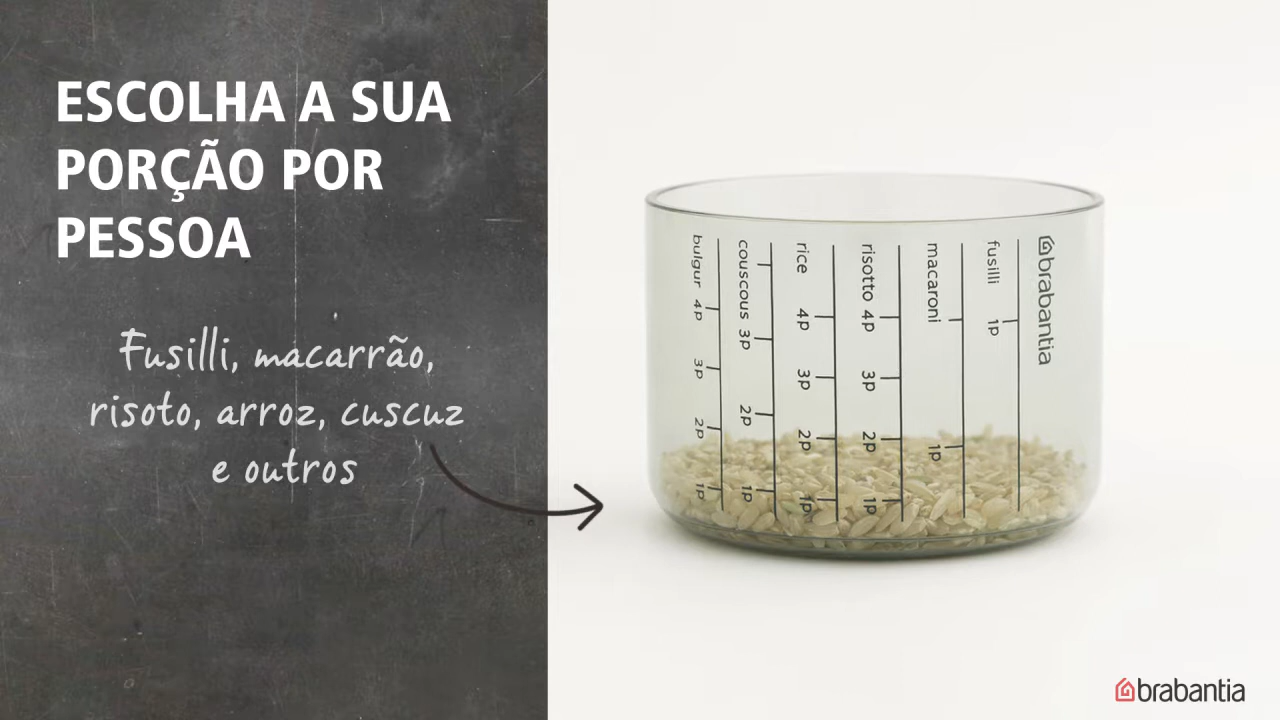 ESCOLHA A SUA
PORÇÃO POR
PESSOA
Fusilli, macarrão,
risoto, arroz, cuscuz
e outros
bulgur 4p 3p 2p 1p
couscous 3p 2p 1p
rice 4p 3p 2p 1p
risotto 4p 3p 2p 1p
macaroni 1p
fusilli 1p
brabantia
brabantia